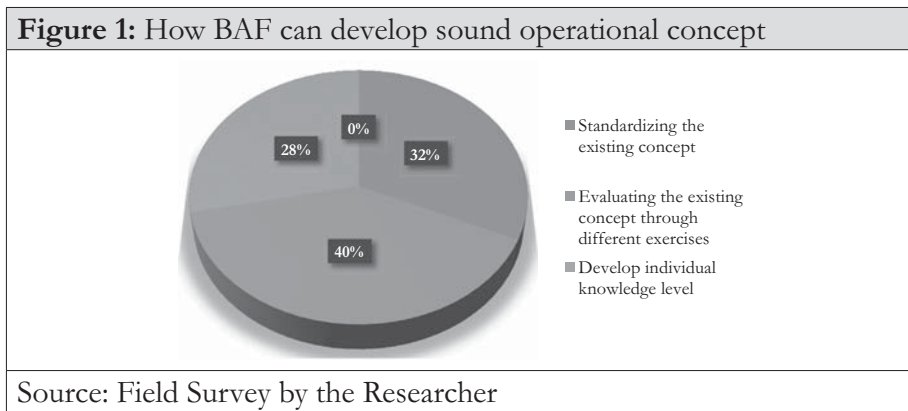 Figure 1: How BAF can develop sound operational concept
0%
28%
32%
40%
Standardizing the
existing concept
Evaluating the existing
concept through
different exercises
Develop individual
knowledge level
Source: Field Survey by the Researcher